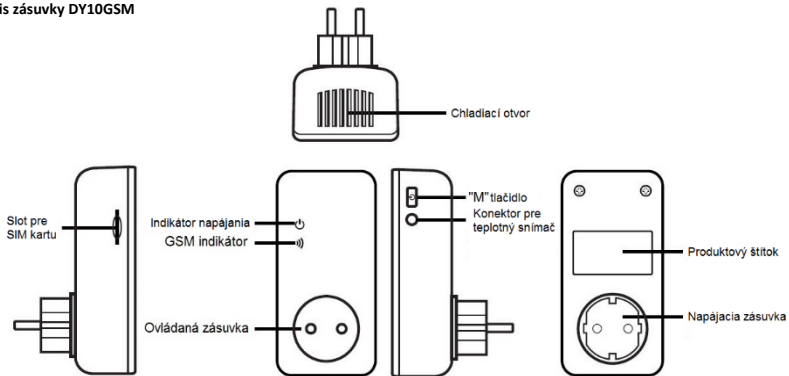 is zásuvky DY10GSM
Chladiací otvor
Slot pre
SIM kartu
Indikátor napájania
GSM indikátor
Ovládaná zásuvka
"M" tlačidlo
Konektor pre
teplotný snímač
Produktový štítok
Napájacia zásuvka